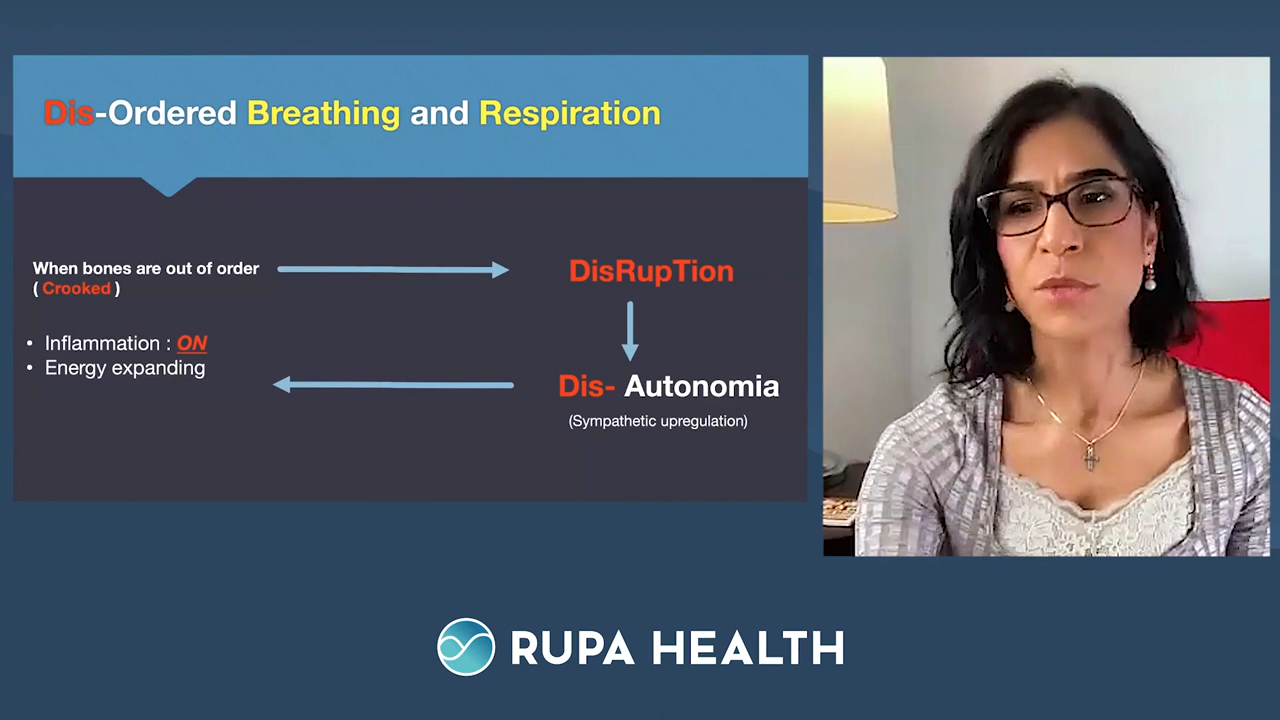 Dis-Ordered Breathing and Respiration
When bones are out of order
( Crooked )
DisRupTion
• Inflammation : ON
• Energy expanding
Dis- Autonomia
(Sympathetic upregulation)
RUPA HEALTH